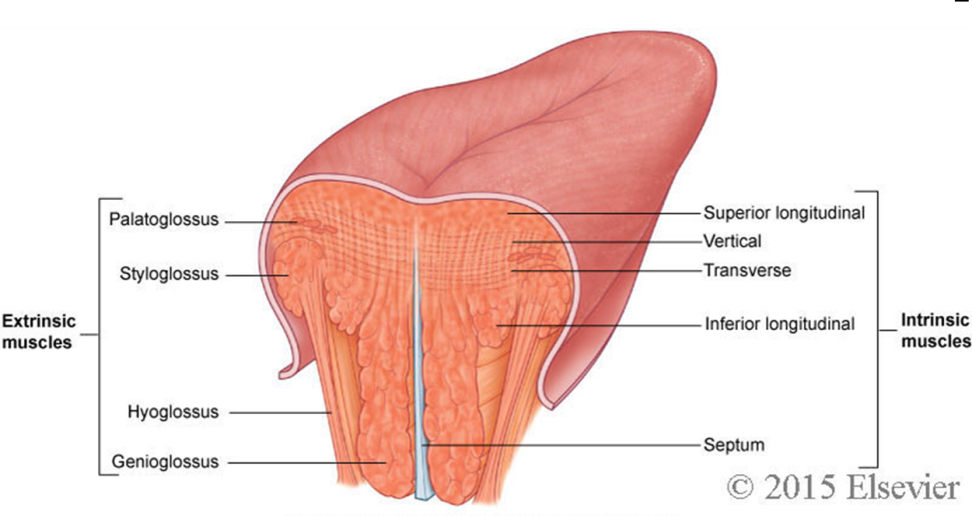 Palatoglossus
Styloglossus
Extrinsic
muscles
Hyoglossus
Genioglossus
Superior longitudinal
Vertical
Transverse
Inferior longitudinal
Intrinsic
muscles
Septum
© 2015 Elsevier